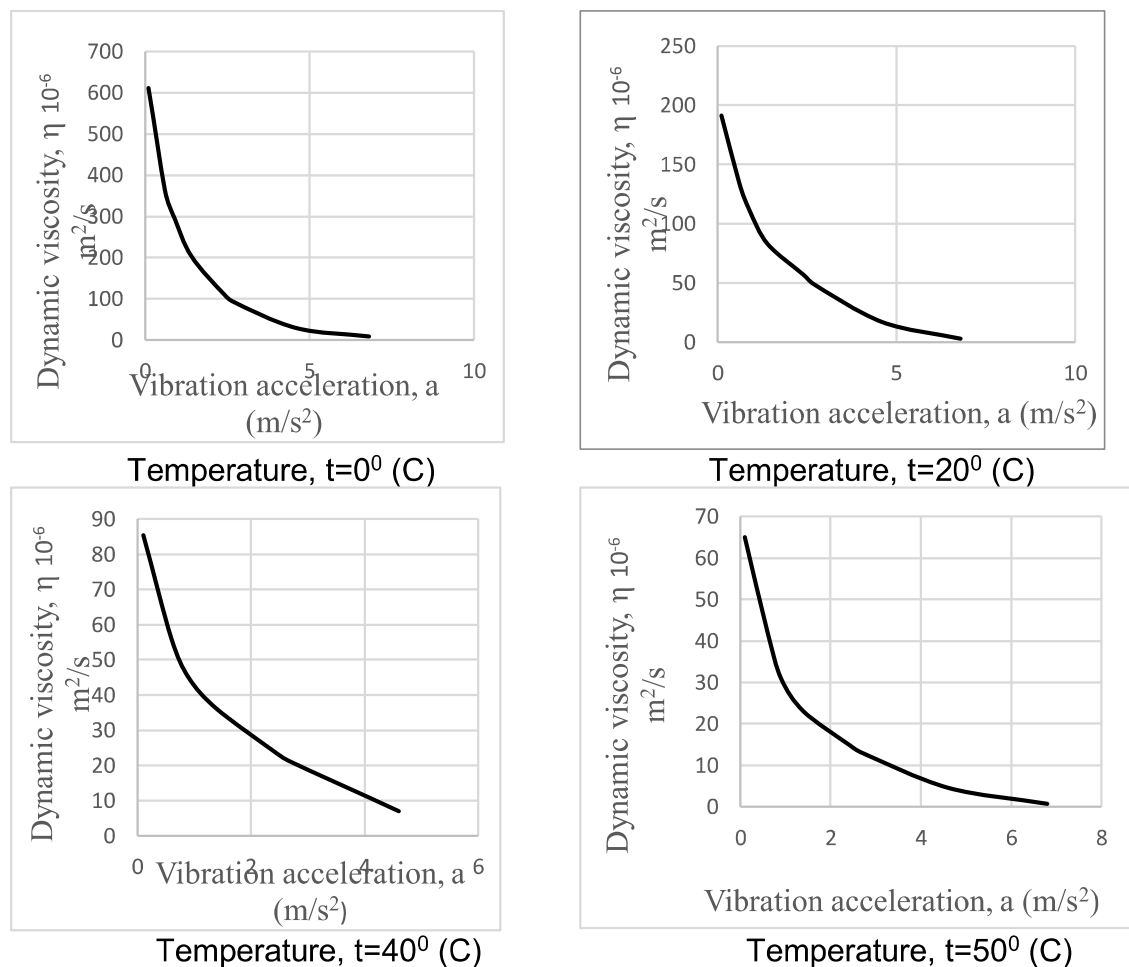 Dynamic viscosity, η 10⁻⁶
m²/s
700
600
500
400
300
200
100
0
0 5 10
Vibration acceleration, a
(m/s²)
Temperature, t=0⁰ (C)
Dynamic viscosity, η 10⁻⁶
m²/s
250
200
150
100
50
0
0 5 10
Vibration acceleration, a (m/s²)
Temperature, t=20⁰ (C)
Dynamic viscosity, η 10⁻⁶
m²/s
90
80
70
60
50
40
30
20
10
0
0 2 4 6
Vibration acceleration, a
(m/s²)
Temperature, t=40⁰ (C)
Dynamic viscosity, η 10⁻⁶
m²/s
70
60
50
40
30
20
10
0
0 2 4 6 8
Vibration acceleration, a (m/s²)
Temperature, t=50⁰ (C)